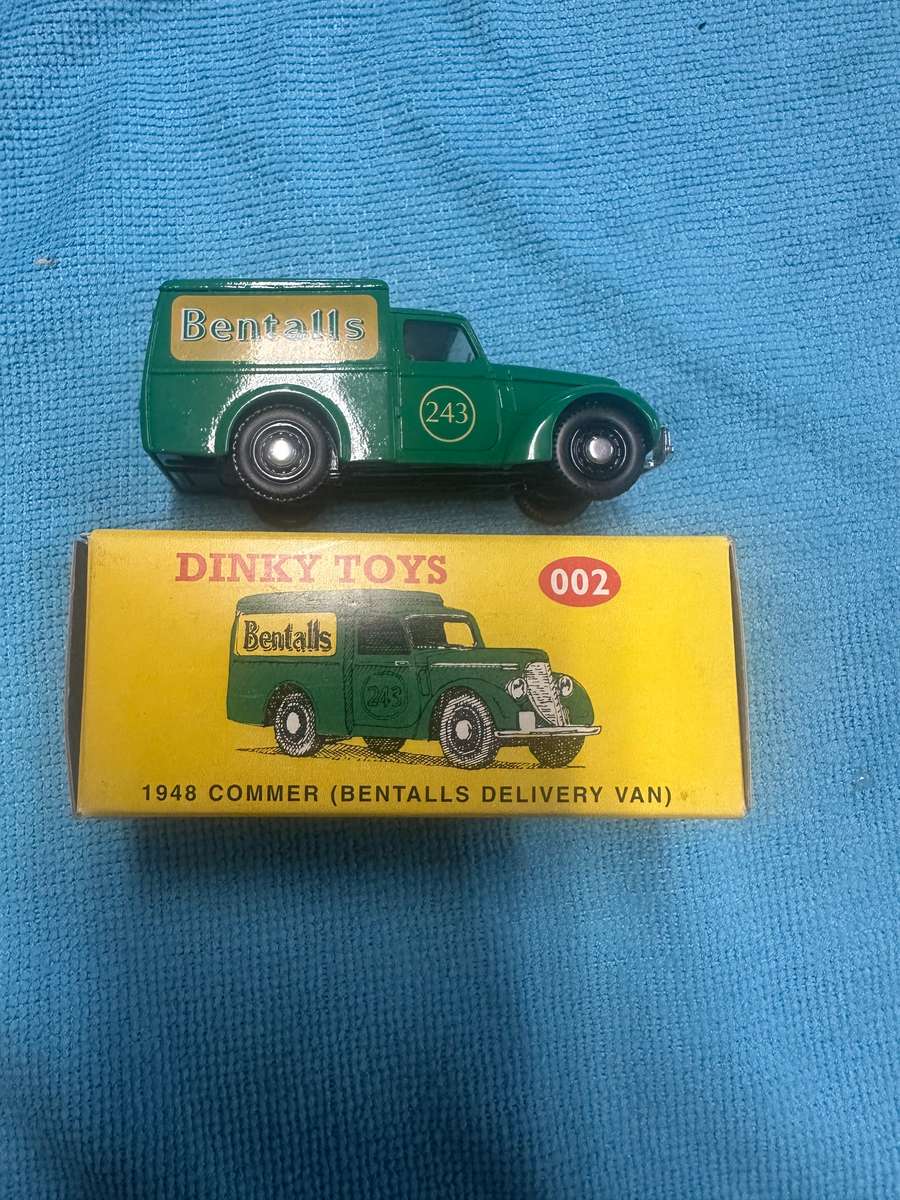 Bentalls
243
DINKY TOYS
002
Bentalls
243
1948 COMMER (BENTALLS DELIVERY VAN)